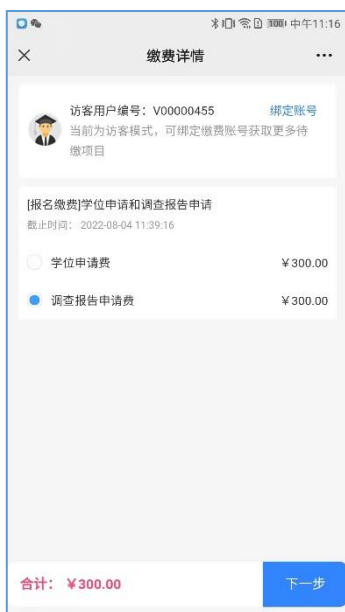 100 中午11:16
缴费详情
访客用户编号：V00000455 绑定账号
当前为访客模式，可绑定缴费账号获取更多待
缴项目
[报名缴费]学位申请和调查报告申请
截止时间： 2022-08-04 11:39:16
学位申请费 ￥300.00
调查报告申请费 ￥300.00
合计： ￥300.00 下一步